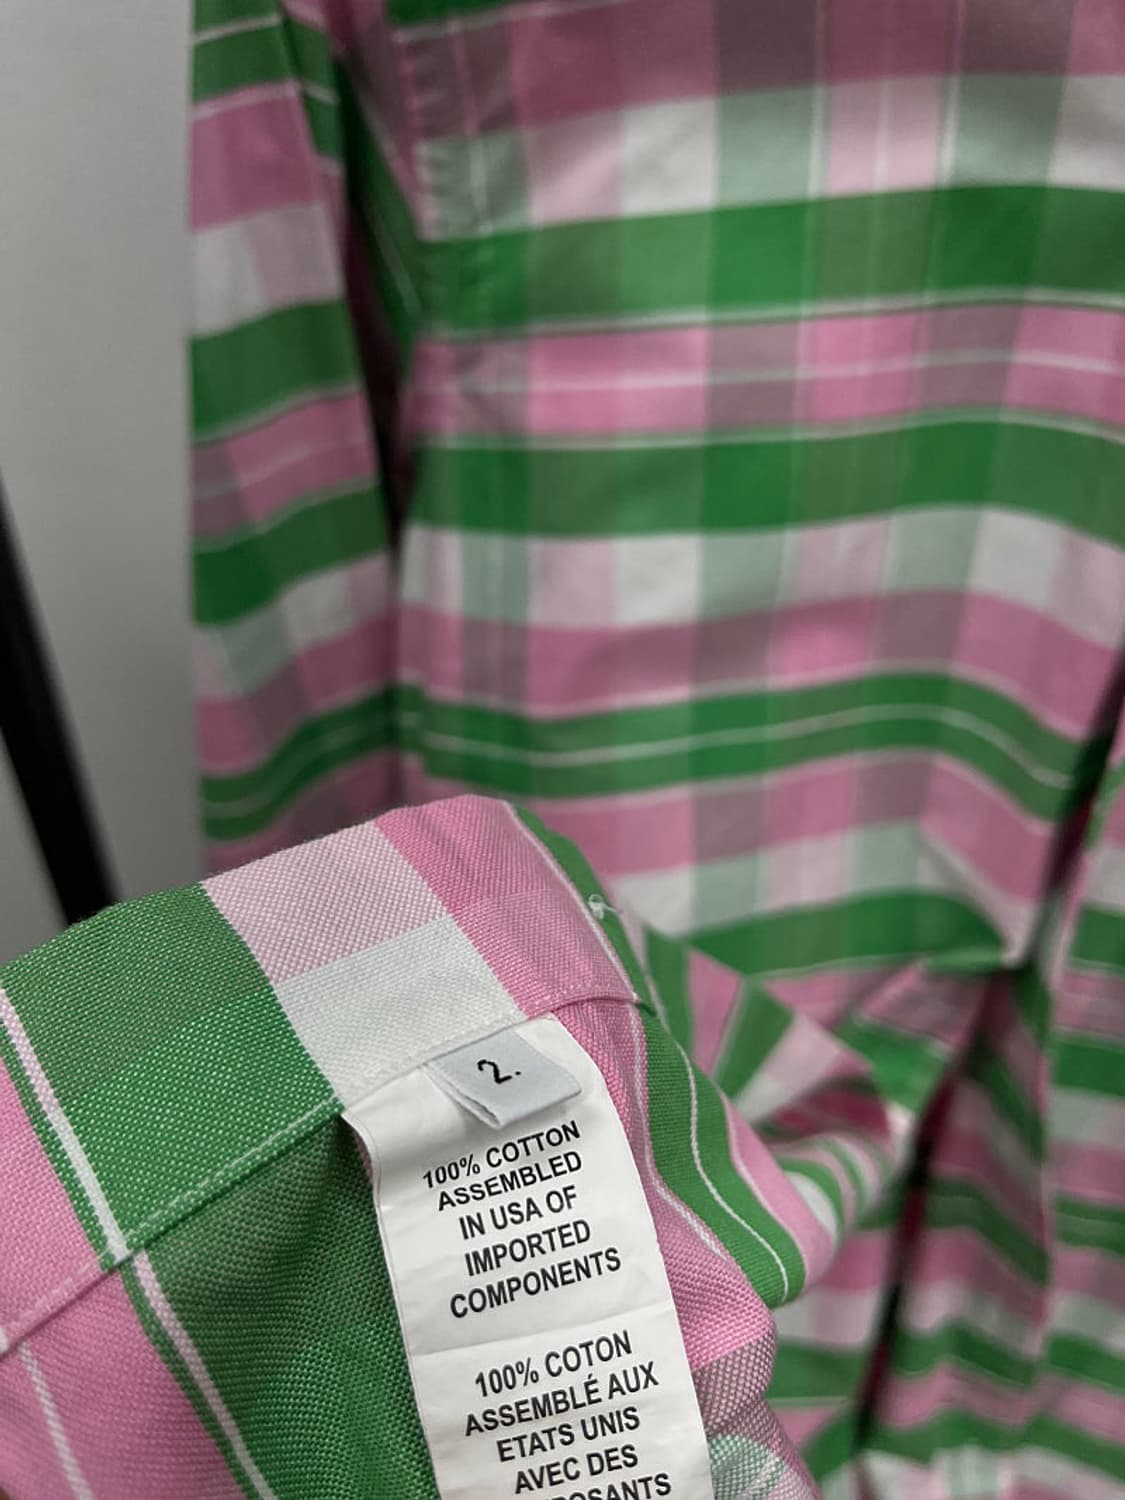 2.
100% COTTON
ASSEMBLED
IN USA OF
IMPORTED
COMPONENTS
100% COTON
ASSEMBLÉ AUX
ETATS UNIS
AVEC DES